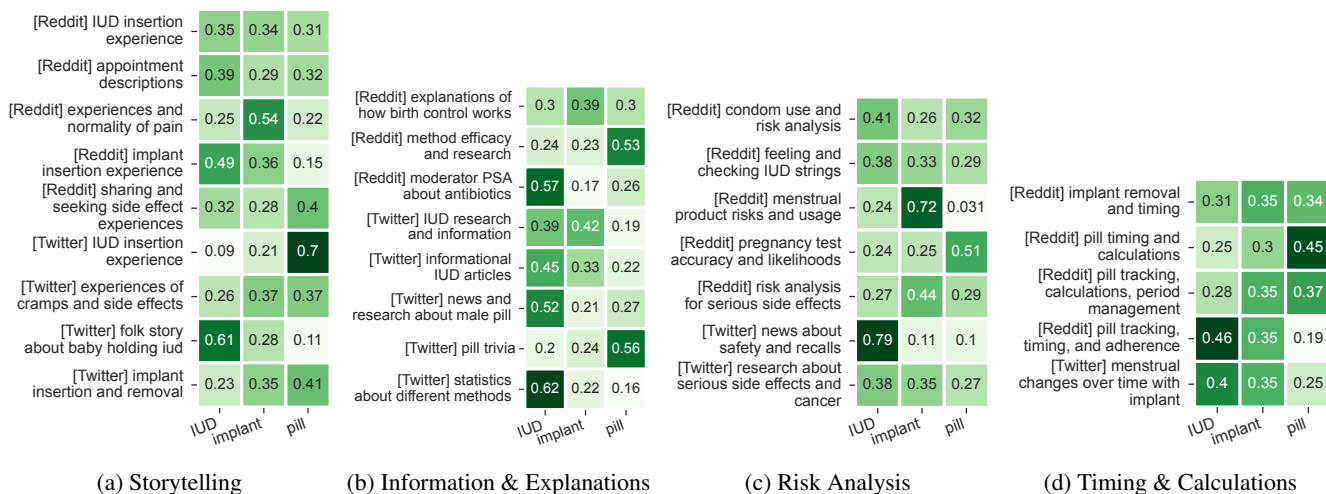 [Reddit] IUD insertion
experience
0.35 0.34 0.31
[Reddit] appointment
descriptions
0.39 0.29 0.32
[Reddit] experiences and
normality of pain
0.25 0.54 0.22
[Reddit] implant
insertion experience
0.49 0.36 0.15
[Reddit] sharing and
seeking side effect
experiences
0.32 0.28 0.4
[Twitter] IUD insertion
experience
0.09 0.21 0.7
[Twitter] experiences of
cramps and side effects
0.26 0.37 0.37
[Twitter] folk story
about baby holding iud
0.61 0.28 0.11
[Twitter] implant
insertion and removal
0.23 0.35 0.41
IUD implant pill
(a) Storytelling
[Reddit] explanations of
how birth control works
0.3 0.39 0.3
[Reddit] method efficacy
and research
0.24 0.23 0.53
[Reddit] moderator PSA
about antibiotics
0.57 0.17 0.26
[Twitter] IUD research
and information
0.39 0.42 0.19
[Twitter] informational
IUD articles
0.45 0.33 0.22
[Twitter] news and
research about male pill
0.52 0.21 0.27
[Twitter] pill trivia
0.2 0.24 0.56
[Twitter] statistics
about different methods
0.62 0.22 0.16
IUD implant pill
(b) Information & Explanations
[Reddit] condom use and
risk analysis
0.41 0.26 0.32
[Reddit] feeling and
checking IUD strings
0.38 0.33 0.29
[Reddit] menstrual
product risks and usage
0.24 0.72 0.031
[Reddit] pregnancy test
accuracy and likelihoods
0.24 0.25 0.51
[Reddit] risk analysis
for serious side effects
0.27 0.44 0.29
[Twitter] news about
safety and recalls
0.79 0.11 0.1
[Twitter] research about
serious side effects and
cancer
0.38 0.35 0.27
IUD implant pill
(c) Risk Analysis
[Reddit] implant removal
and timing
0.31 0.35 0.34
[Reddit] pill timing and
calculations
0.25 0.3 0.45
[Reddit] pill tracking,
calculations, period
management
0.28 0.35 0.37
[Reddit] pill tracking,
timing, and adherence
0.46 0.35 0.19
[Twitter] menstrual
changes over time with
implant
0.4 0.35 0.25
IUD implant pill
(d) Timing & Calculations